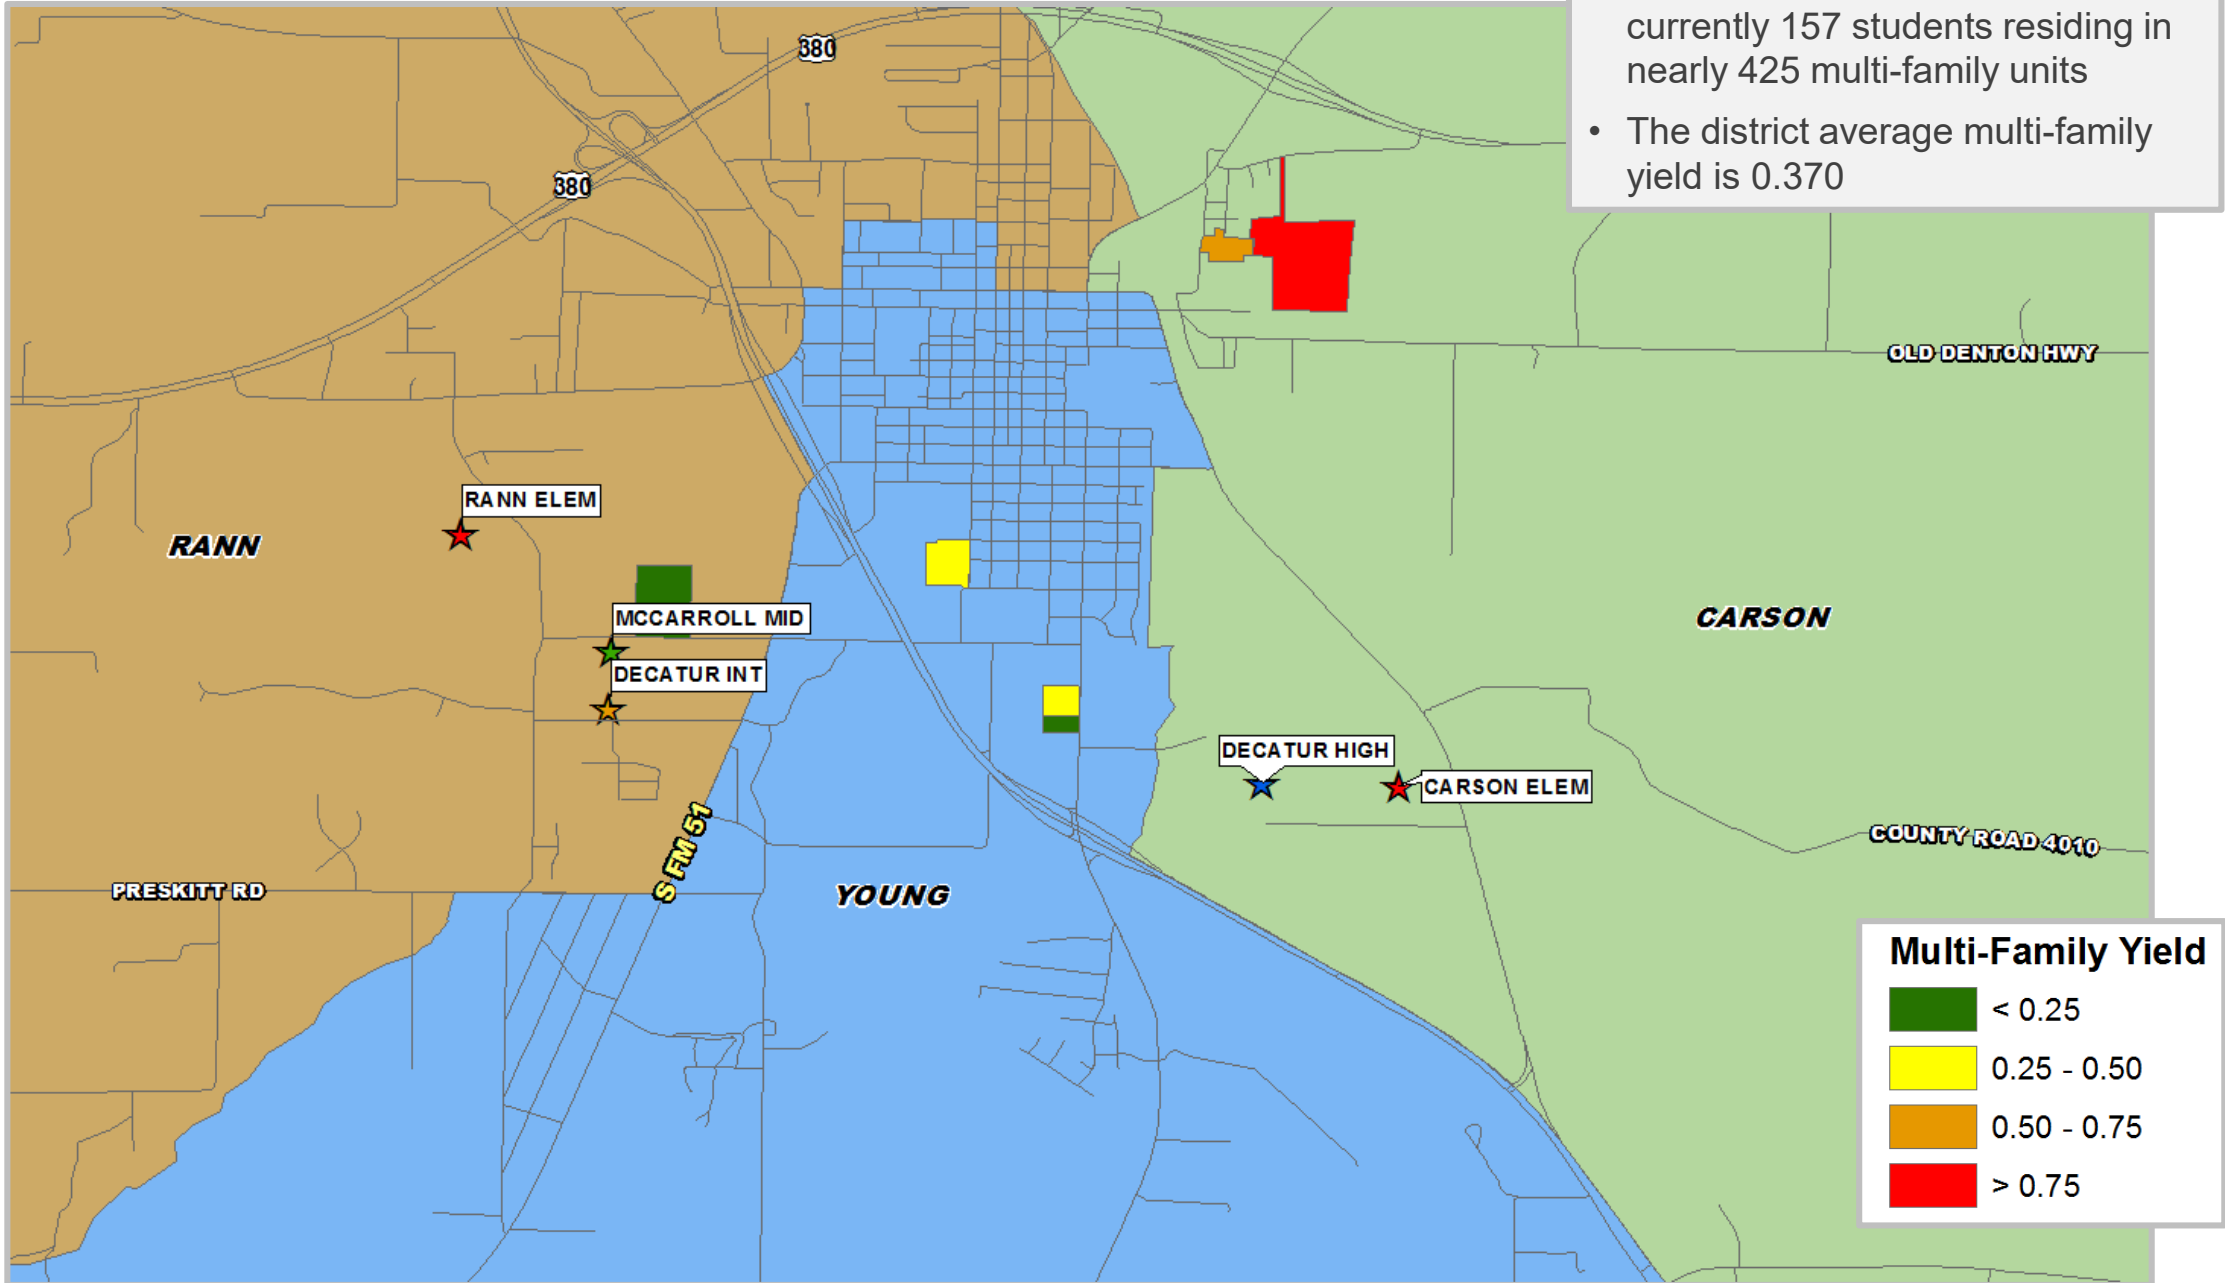 currently 157 students residing in
nearly 425 multi-family units
• The district average multi-family
yield is 0.370
380
380
OLD DENTON HWY
RANN ELEM
RANN
MCCARROLL MID
CARSON
DECATUR INT
DECATUR HIGH
CARSON ELEM
S FM 51
COUNTY ROAD 4010
PRESKITT RD
YOUNG
Multi-Family Yield
< 0.25
0.25 - 0.50
0.50 - 0.75
> 0.75